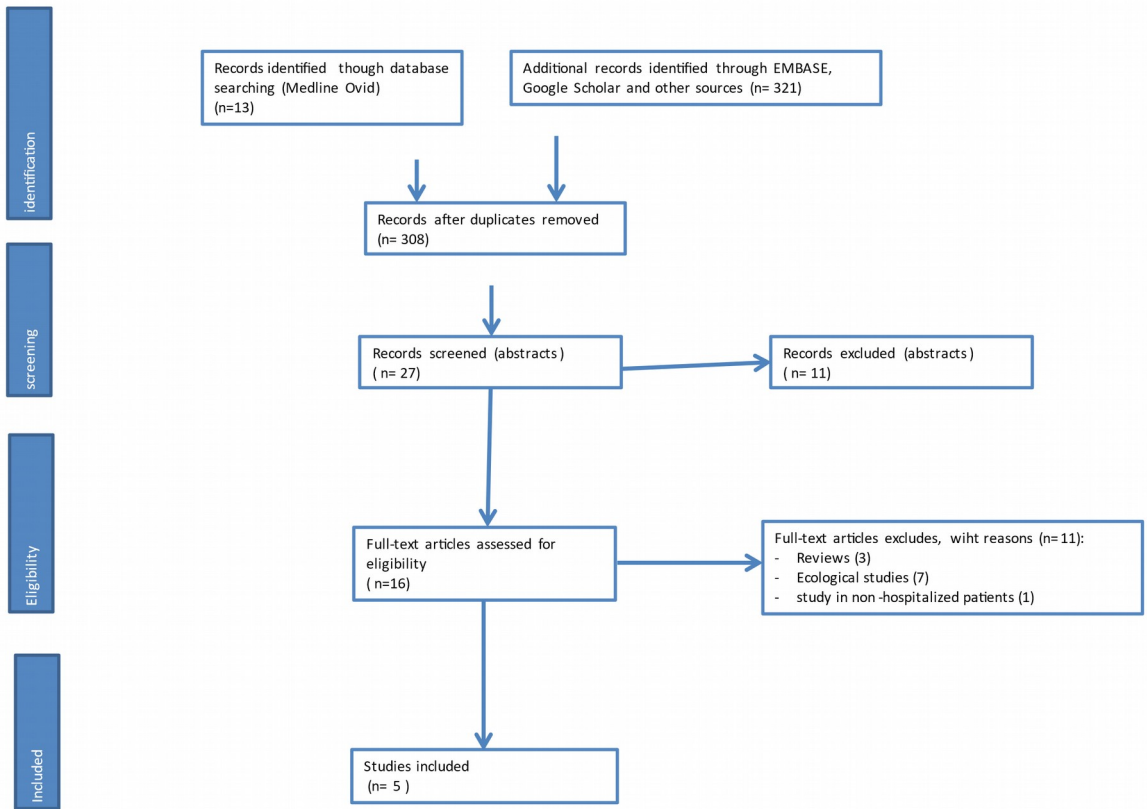 identification
Records identified though database
searching (Medline Ovid)
(n=13)
Additional records identified through EMBASE,
Google Scholar and other sources (n= 321)
Records after duplicates removed
(n= 308)
screening
Records screened (abstracts)
( n= 27)
Records excluded (abstracts)
( n= 11)
Eligibility
Full-text articles assessed for
eligibility
( n=16)
Full-text articles excludes, wiht reasons (n= 11):
- Reviews (3)
- Ecological studies (7)
- study in non-hospitalized patients (1)
Included
Studies included
(n= 5 )